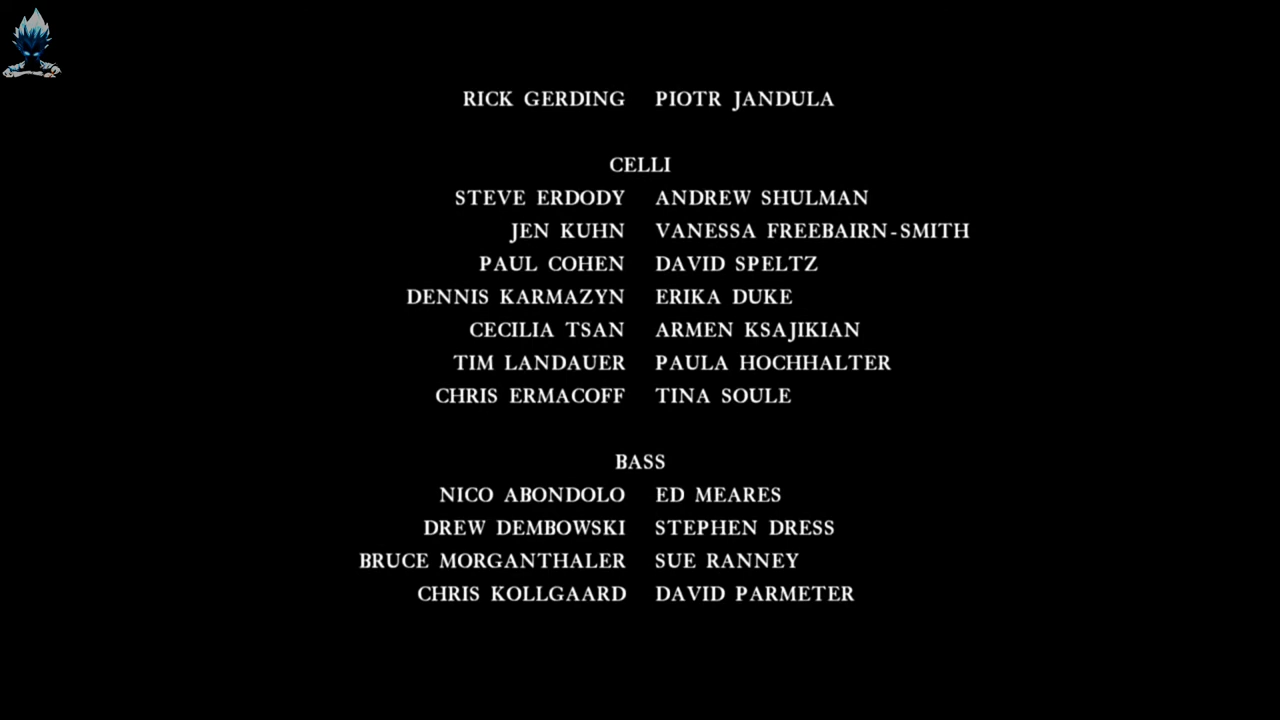 RICK GERDING PIOTR JANDULA
CELLI
STEVE ERDODY ANDREW SHULMAN
JEN KUHN VANESSA FREEBAIRN-SMITH
PAUL COHEN DAVID SPELTZ
DENNIS KARMAZYN ERIKA DUKE
CECILIA TSAN ARMEN KSAJIKIAN
TIM LANDAUER PAULA HOCHHALTER
CHRIS ERMACOFF TINA SOULE
BASS
NICO ABONDOLO ED MEARES
DREW DEMBOWSKI STEPHEN DRESS
BRUCE MORGANTHALER SUE RANNEY
CHRIS KOLLGAARD DAVID PARMETER